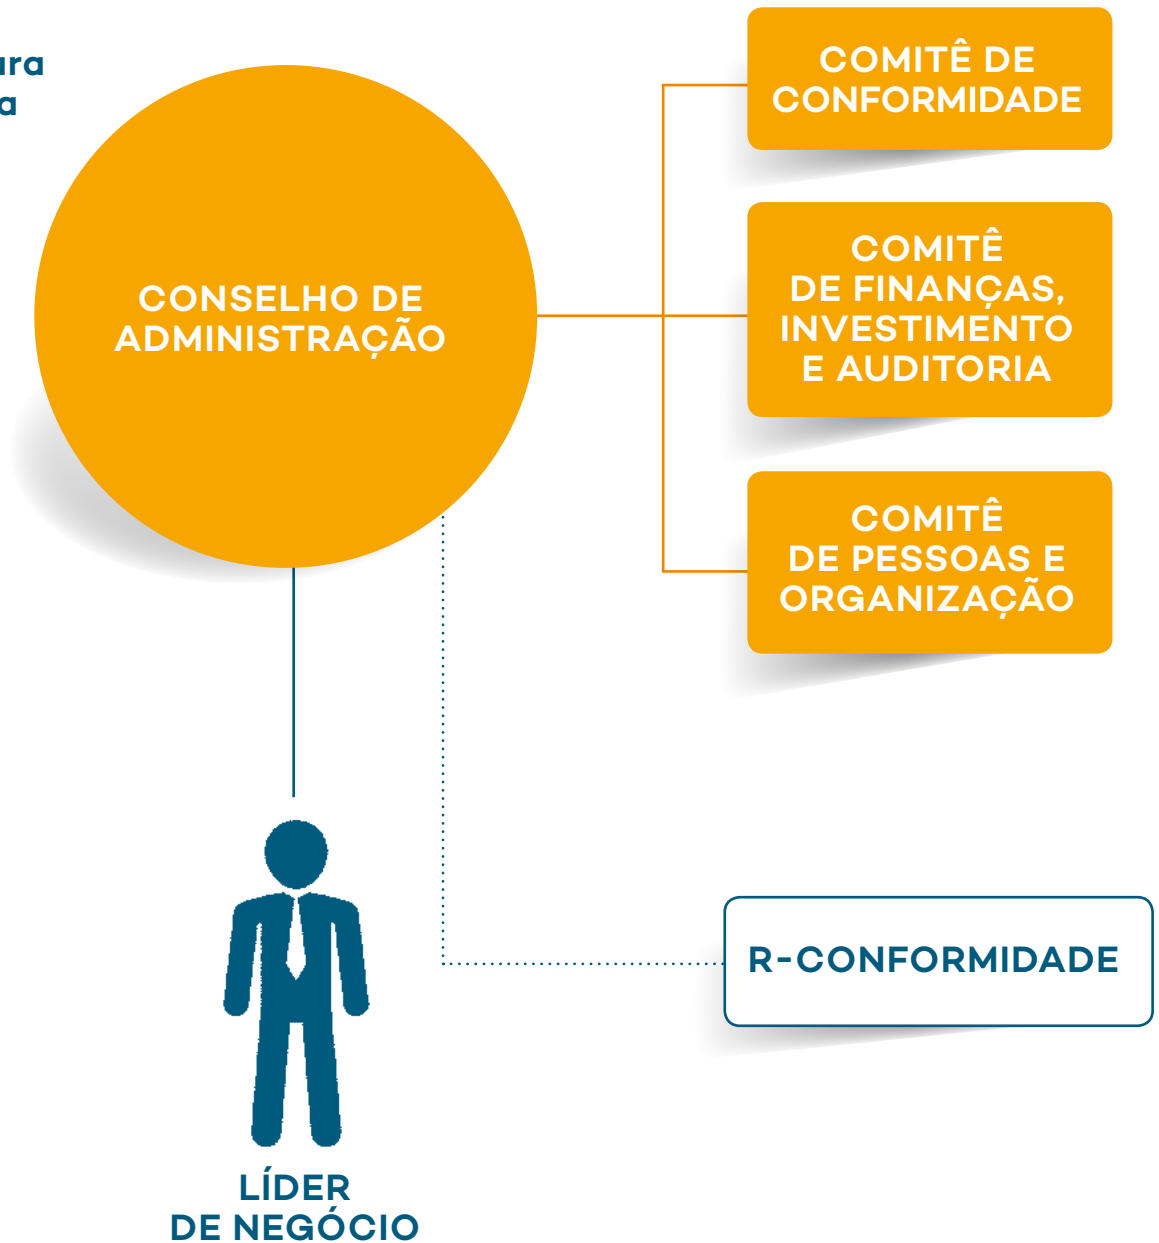 CONSELHO DE
ADMINISTRAÇÃO
COMITÊ DE
CONFORMIDADE
COMITÊ
DE FINANÇAS,
INVESTIMENTO
E AUDITORIA
COMITÊ
DE PESSOAS E
ORGANIZAÇÃO
R-CONFORMIDADE
LÍDER
DE NEGÓCIO